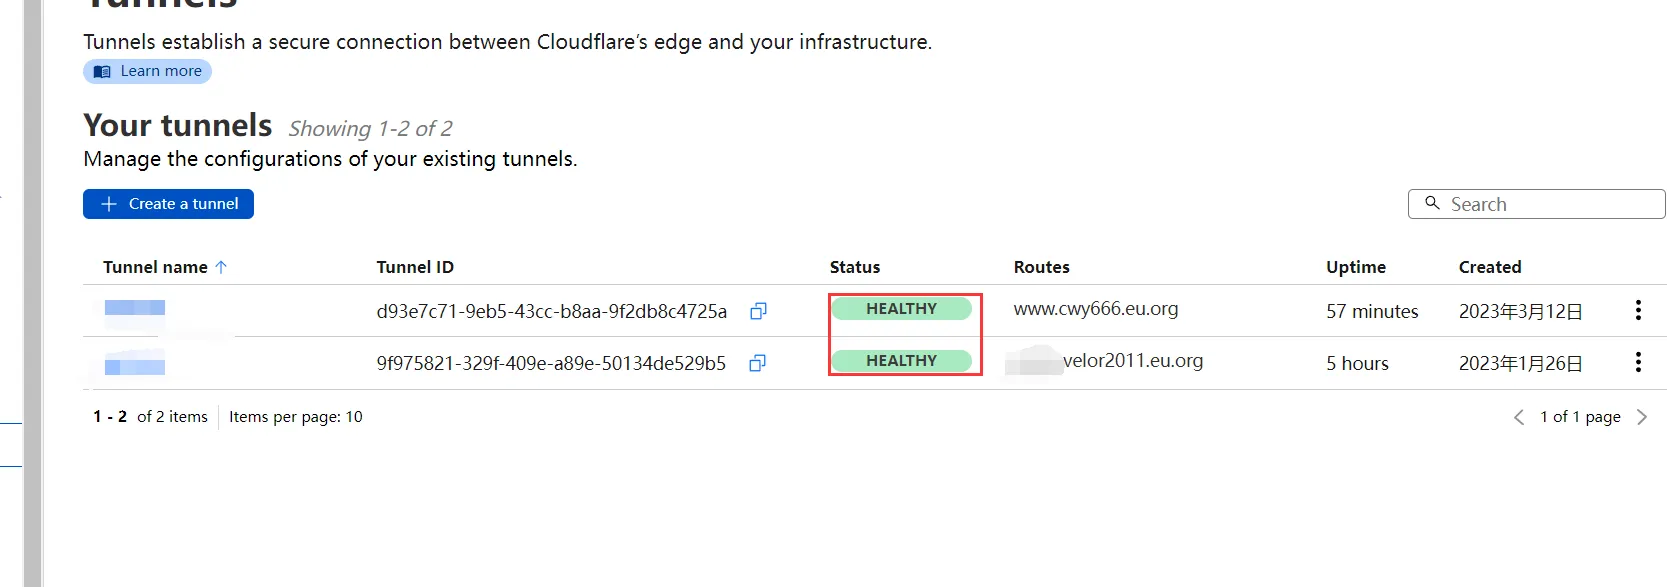 Tunnels
Tunnels establish a secure connection between Cloudflare's edge and your infrastructure.
Learn more
Your tunnels Showing 1-2 of 2
Manage the configurations of your existing tunnels.
Create a tunnel Search
Tunnel name Tunnel ID Status Routes Uptime Created
d93e7c71-9eb5-43cc-b8aa-9f2db8c4725a HEALTHY www.cwy666.eu.org 57 minutes 2023年3月12日
9f975821-329f-409e-a89e-50134de529b5 HEALTHY velor2011.eu.org 5 hours 2023年1月26日
1 - 2 of 2 items Items per page: 10 1 of 1 page